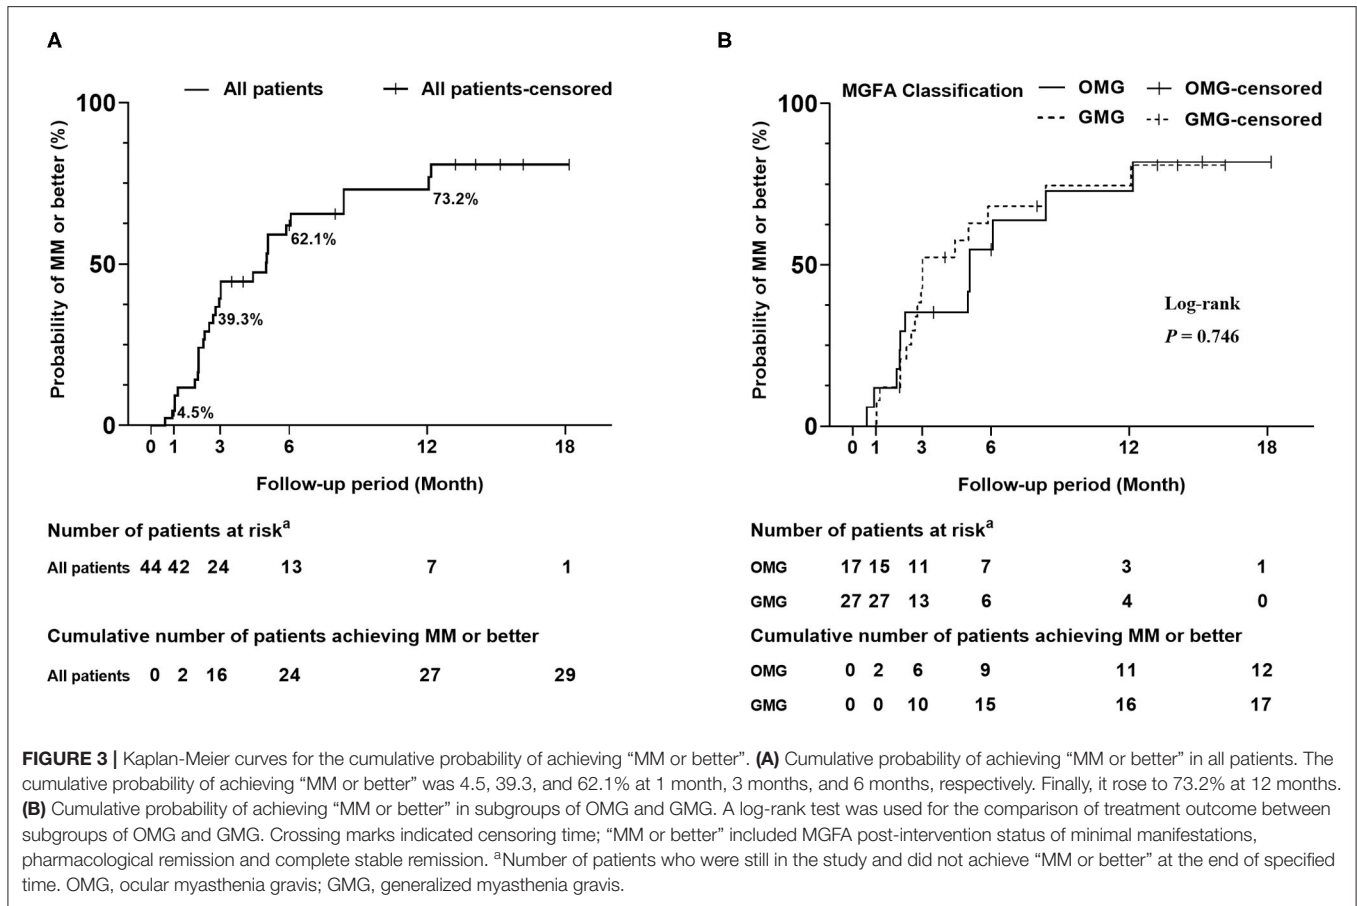 A
All patients
All patients-censored
100
50
0
Probability of MM or better (%)
4.5%
39.3%
62.1%
73.2%
0 1 3 6 12 18
Follow-up period (Month)
Number of patients at riskª
All patients 44 42 24 13 7 1
Cumulative number of patients achieving MM or better
All patients 0 2 16 24 27 29
B
MGFA Classification
OMG
OMG-censored
GMG
GMG-censored
100
50
0
Probability of MM or better (%)
Log-rank
P = 0.746
0 1 3 6 12 18
Follow-up period (Month)
Number of patients at riskª
OMG 17 15 11 7 3 1
GMG 27 27 13 6 4 0
Cumulative number of patients achieving MM or better
OMG 0 2 6 9 11 12
GMG 0 0 10 15 16 17
FIGURE 3 | Kaplan-Meier curves for the cumulative probability of achieving “MM or better”. (A) Cumulative probability of achieving “MM or better” in all patients. The
cumulative probability of achieving “MM or better” was 4.5, 39.3, and 62.1% at 1 month, 3 months, and 6 months, respectively. Finally, it rose to 73.2% at 12 months.
(B) Cumulative probability of achieving “MM or better” in subgroups of OMG and GMG. A log-rank test was used for the comparison of treatment outcome between
subgroups of OMG and GMG. Crossing marks indicated censoring time; “MM or better” included MGFA post-intervention status of minimal manifestations,
pharmacological remission and complete stable remission. ªNumber of patients who were still in the study and did not achieve “MM or better” at the end of specified
time. OMG, ocular myasthenia gravis; GMG, generalized myasthenia gravis.